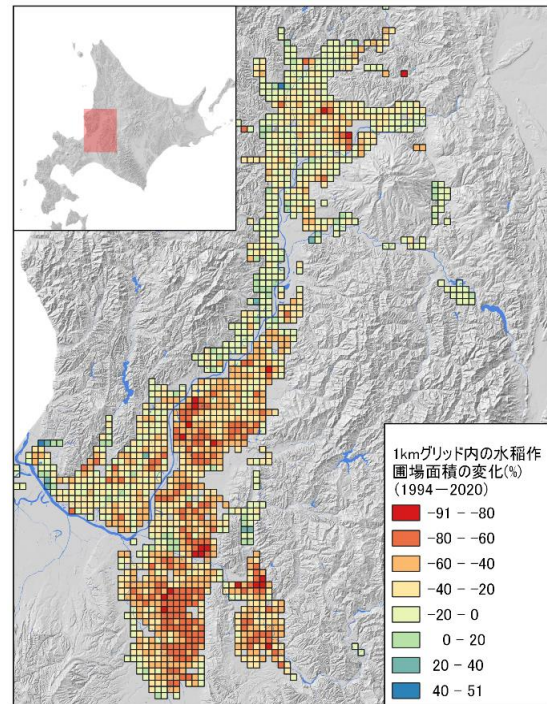 1kmグリッド内の水稲作
圃場面積の変化(%)
(1994－2020)
-91 – -80
-80 – -60
-60 – -40
-40 – -20
-20 – 0
0 – 20
20 – 40
40 – 51